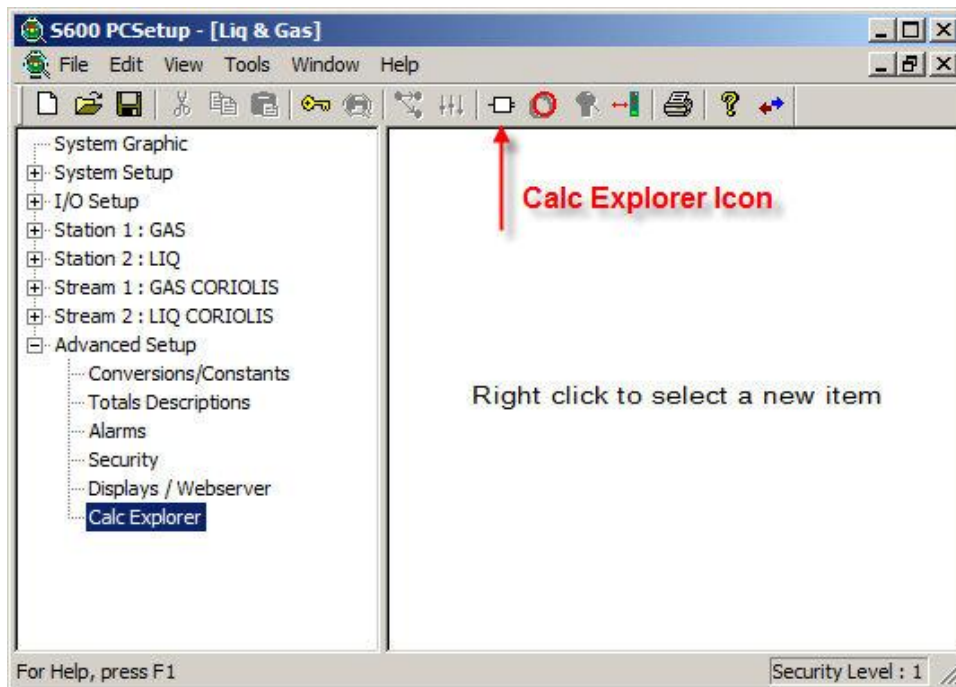 S600 PCSetup - [Liq & Gas]
File Edit View Tools Window Help
System Graphic
System Setup
I/O Setup
Station 1 : GAS
Station 2 : LIQ
Stream 1 : GAS CORIOLIS
Stream 2 : LIQ CORIOLIS
Advanced Setup
Conversions/Constants
Totals Descriptions
Alarms
Security
Displays / Webserver
Calc Explorer
Calc Explorer Icon
Right click to select a new item
For Help, press F1
Security Level : 1